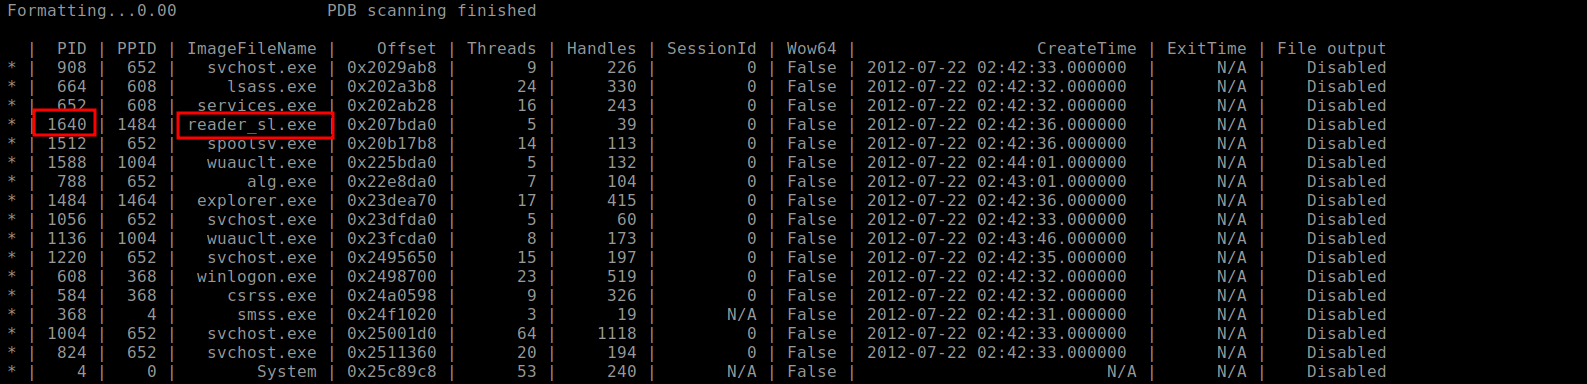 Formatting...0.00               PDB scanning finished
  |  PID | PPID | ImageFileName |    Offset | Threads | Handles | SessionId | Wow64 |                 CreateTime | ExitTime | File output
* |  908 |  652 |   svchost.exe | 0x2029ab8 |       9 |     226 |         0 | False | 2012-07-22 02:42:33.000000 |      N/A |    Disabled
* |  664 |  608 |     lsass.exe | 0x202a3b8 |      24 |     330 |         0 | False | 2012-07-22 02:42:32.000000 |      N/A |    Disabled
* |  652 |  608 |  services.exe | 0x202ab28 |      16 |     243 |         0 | False | 2012-07-22 02:42:32.000000 |      N/A |    Disabled
* | 1640 | 1484 | reader_sl.exe | 0x207bda0 |       5 |      39 |         0 | False | 2012-07-22 02:42:36.000000 |      N/A |    Disabled
* | 1512 |  652 |   spoolsv.exe | 0x20b17b8 |      14 |     113 |         0 | False | 2012-07-22 02:42:36.000000 |      N/A |    Disabled
* | 1588 | 1004 |   wuauclt.exe | 0x225bda0 |       5 |     132 |         0 | False | 2012-07-22 02:44:01.000000 |      N/A |    Disabled
* |  788 |  652 |       alg.exe | 0x22e8da0 |       7 |     104 |         0 | False | 2012-07-22 02:43:01.000000 |      N/A |    Disabled
* | 1484 | 1464 |  explorer.exe | 0x23dea70 |      17 |     415 |         0 | False | 2012-07-22 02:42:36.000000 |      N/A |    Disabled
* | 1056 |  652 |   svchost.exe | 0x23dfda0 |       5 |      60 |         0 | False | 2012-07-22 02:42:33.000000 |      N/A |    Disabled
* | 1136 | 1004 |   wuauclt.exe | 0x23fcda0 |       8 |     173 |         0 | False | 2012-07-22 02:43:46.000000 |      N/A |    Disabled
* | 1220 |  652 |   svchost.exe | 0x2495650 |      15 |     197 |         0 | False | 2012-07-22 02:42:35.000000 |      N/A |    Disabled
* |  608 |  368 |  winlogon.exe | 0x2498700 |      23 |     519 |         0 | False | 2012-07-22 02:42:32.000000 |      N/A |    Disabled
* |  584 |  368 |     csrss.exe | 0x24a0598 |       9 |     326 |         0 | False | 2012-07-22 02:42:32.000000 |      N/A |    Disabled
* |  368 |    4 |      smss.exe | 0x24f1020 |       3 |      19 |       N/A | False | 2012-07-22 02:42:31.000000 |      N/A |    Disabled
* | 1004 |  652 |   svchost.exe | 0x25001d0 |      64 |    1118 |         0 | False | 2012-07-22 02:42:33.000000 |      N/A |    Disabled
* |  824 |  652 |   svchost.exe | 0x2511360 |      20 |     194 |         0 | False | 2012-07-22 02:42:33.000000 |      N/A |    Disabled
* |    4 |    0 |        System | 0x25c89c8 |      53 |     240 |       N/A | False |                        N/A |      N/A |    Disabled